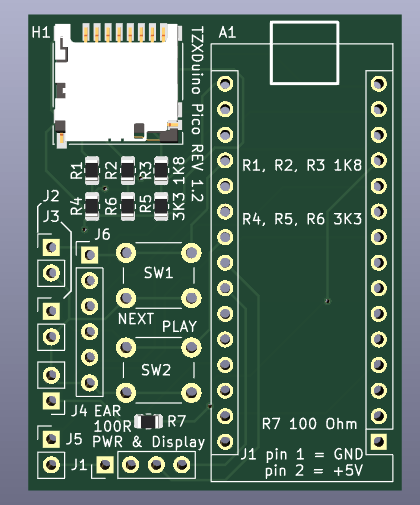 H1
A1
TZXDuino Pico REV 1.2
R1
R2
R3
1K8
R1, R2, R3 1K8
R4
R6
R5
3K3
R4, R5, R6 3K3
J2
J3
J6
SW1
NEXT
PLAY
SW2
J4 EAR
100R
R7
R7 100 Ohm
J5
PWR & Display
J1
J1 pin 1 = GND
pin 2 = +5V